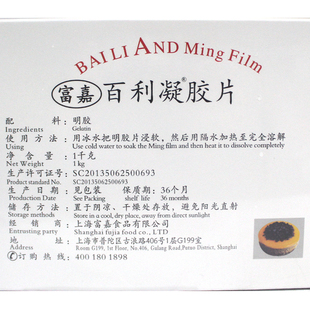 BAI LI AND Ming Film
富嘉 百利凝胶片
®
配 料：明胶
Ingredients Gelatin
使 用 方 法：用冰水把明胶片浸软，然后用隔水加热至完全溶解
Use: Use cold water to soak the Ming film and then heat it to dissolve completely
净 含 量：1千克
Net Weight 1 kg
生产许可证号：SC20135062500693
Product standard No. SC20135062500693
生 产 日 期：见包装 保质期：36个月
Production Date See Packing shelf life 36 months
储 存 方 法：置于阴凉、干燥处存放，避免阳光直射
Storage methods Store in a cool, dry place, away from direct sunlight
经 销 商：上海富嘉食品有限公司
Entrusting party Shanghai fujia food co., LTD
地 址：上海市普陀区古浪路406号1层G199室
Address: Room G199, 1st Floor, No.406, Gulang Road, Putuo District, Shanghai
订 购 热 线：400 180 1898